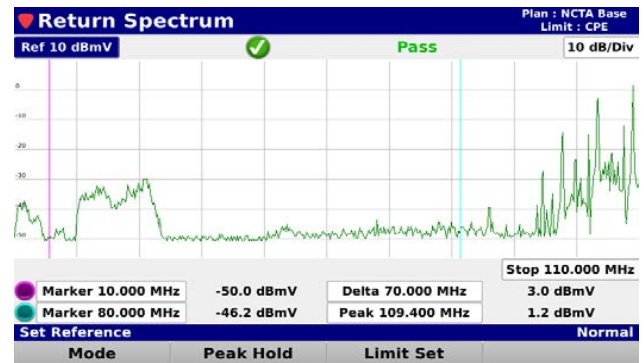 Return Spectrum
Plan : NCTA Base
Limit : CPE
Ref 10 dBmV
Pass
10 dB/Div
0
-10
-20
-30
-40
-50
Stop 110.000 MHz
Marker 10.000 MHz -50.0 dBmV Delta 70.000 MHz 3.0 dBmV
Marker 80.000 MHz -46.2 dBmV Peak 109.400 MHz 1.2 dBmV
Set Reference Normal
Mode Peak Hold Limit Set